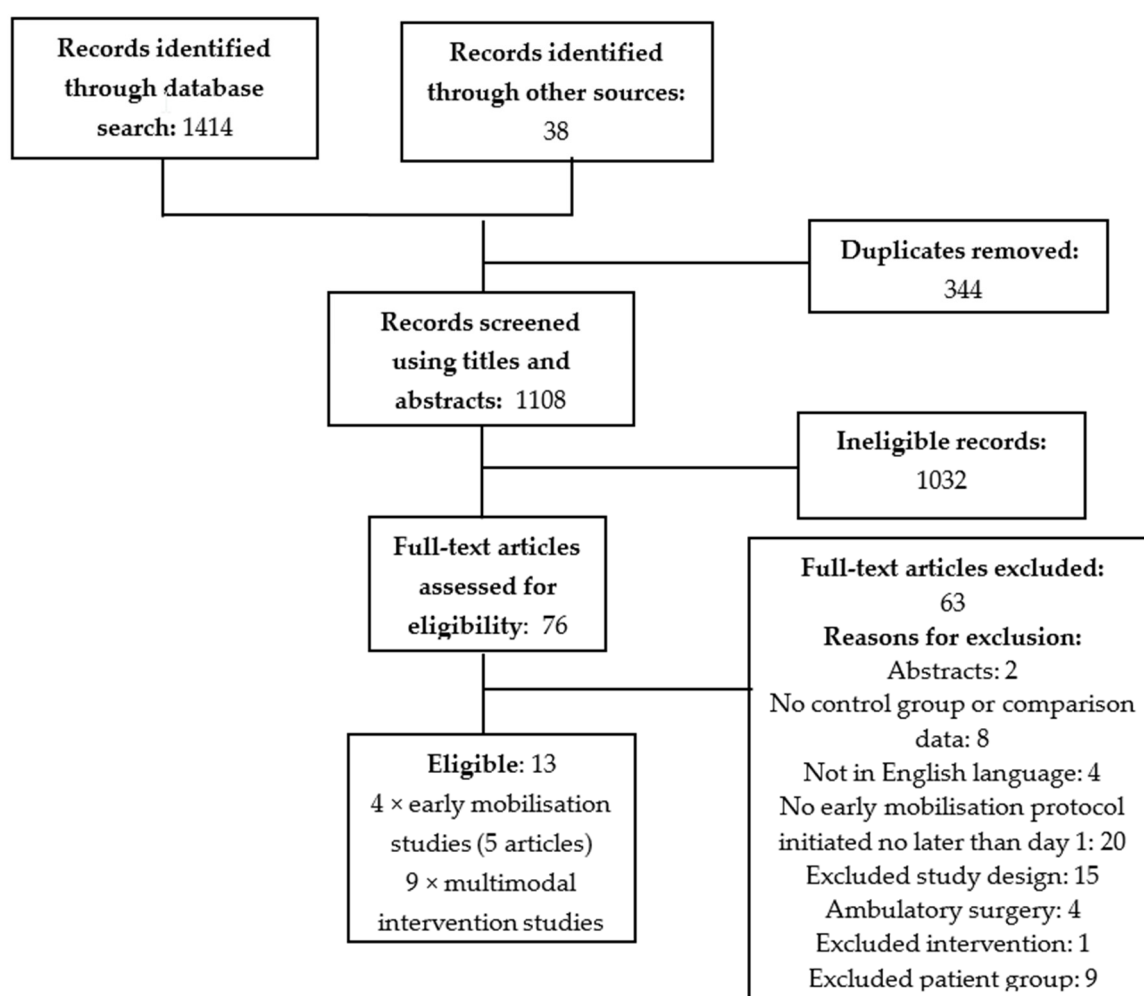 Records identified
through database
search: 1414
Records identified
through other sources:
38
Duplicates removed:
344
Records screened
using titles and
abstracts: 1108
Ineligible records:
1032
Full-text articles
assessed for
eligibility: 76
Full-text articles excluded:
63
Reasons for exclusion:
Abstracts: 2
No control group or comparison
data: 8
Not in English language: 4
No early mobilisation protocol
initiated no later than day 1: 20
Excluded study design: 15
Ambulatory surgery: 4
Excluded intervention: 1
Excluded patient group: 9
Eligible: 13
4 × early mobilisation
studies (5 articles)
9 × multimodal
intervention studies